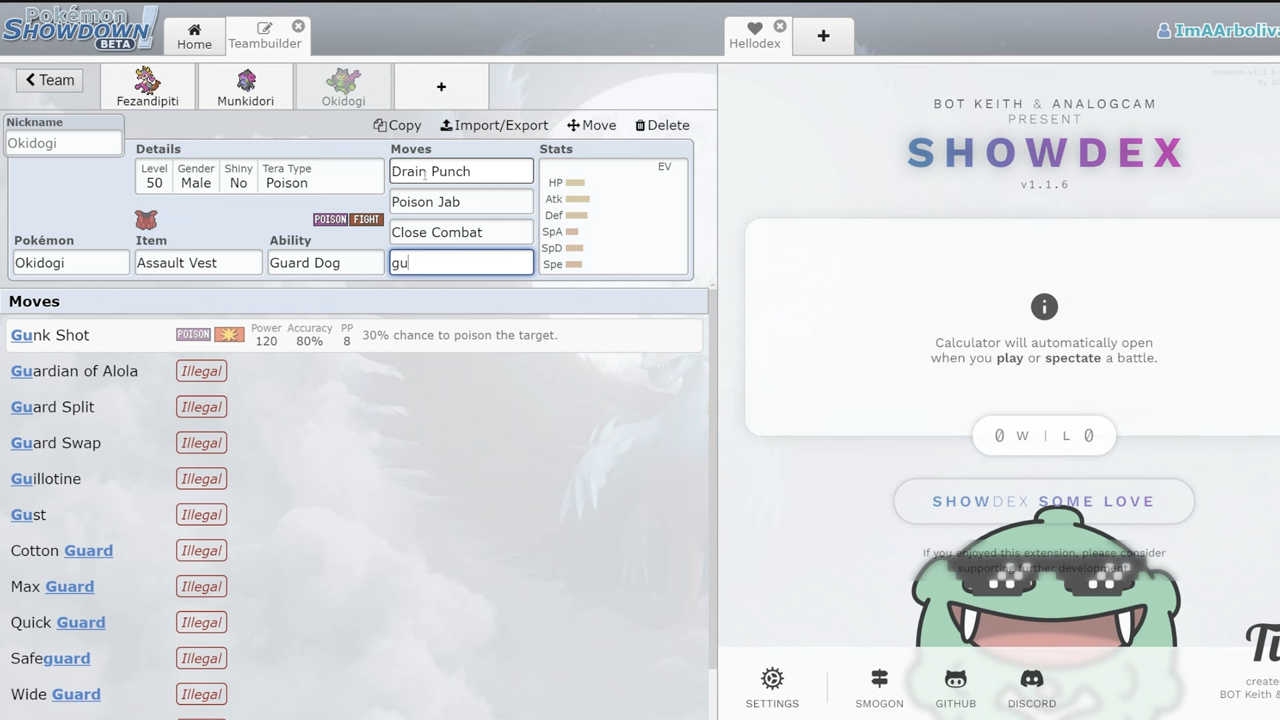 Pokémon
SHOWDOWN!
BETA
Home
Teambuilder
Hellodex
+
ImAArboliva
Team
Fezandipiti
Munkidori
Okidogi
+
Copy
Import/Export
Move
Delete
Nickname
Okidogi
Details
Level Gender Shiny Tera Type
50 Male No Poison
POISON FIGHT
Pokémon
Okidogi
Item
Assault Vest
Ability
Guard Dog
Moves
Drain Punch
Poison Jab
Close Combat
gu
Stats
EV
HP
Atk
Def
SpA
SpD
Spe
Moves
Gunk Shot POISON Power 120 Accuracy 80% PP 8 30% chance to poison the target.
Guardian of Alola Illegal
Guard Split Illegal
Guard Swap Illegal
Guillotine Illegal
Gust Illegal
Cotton Guard Illegal
Max Guard Illegal
Quick Guard Illegal
Safeguard Illegal
Wide Guard Illegal
BOT KEITH & ANALOGCAM
PRESENT
SHOWDEX
v1.1.6
Calculator will automatically open
when you play or spectate a battle.
0 W | L 0
SHOWDEX SOME LOVE
If you enjoyed this extension, please consider
supporting further development.
SETTINGS
SMOGON
GITHUB
DISCORD
BOT Keith &